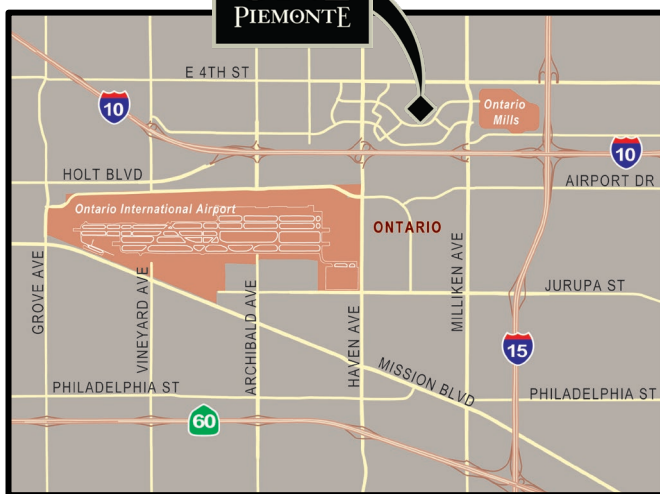 PIEMONTE
E 4TH ST
10
Ontario
Mills
10
HOLT BLVD
AIRPORT DR
Ontario International Airport
ONTARIO
GROVE AVE
VINEYARD AVE
ARCHIBALD AVE
HAVEN AVE
MILLIKEN AVE
JURUPA ST
15
MISSION BLVD
PHILADELPHIA ST
PHILADELPHIA ST
60